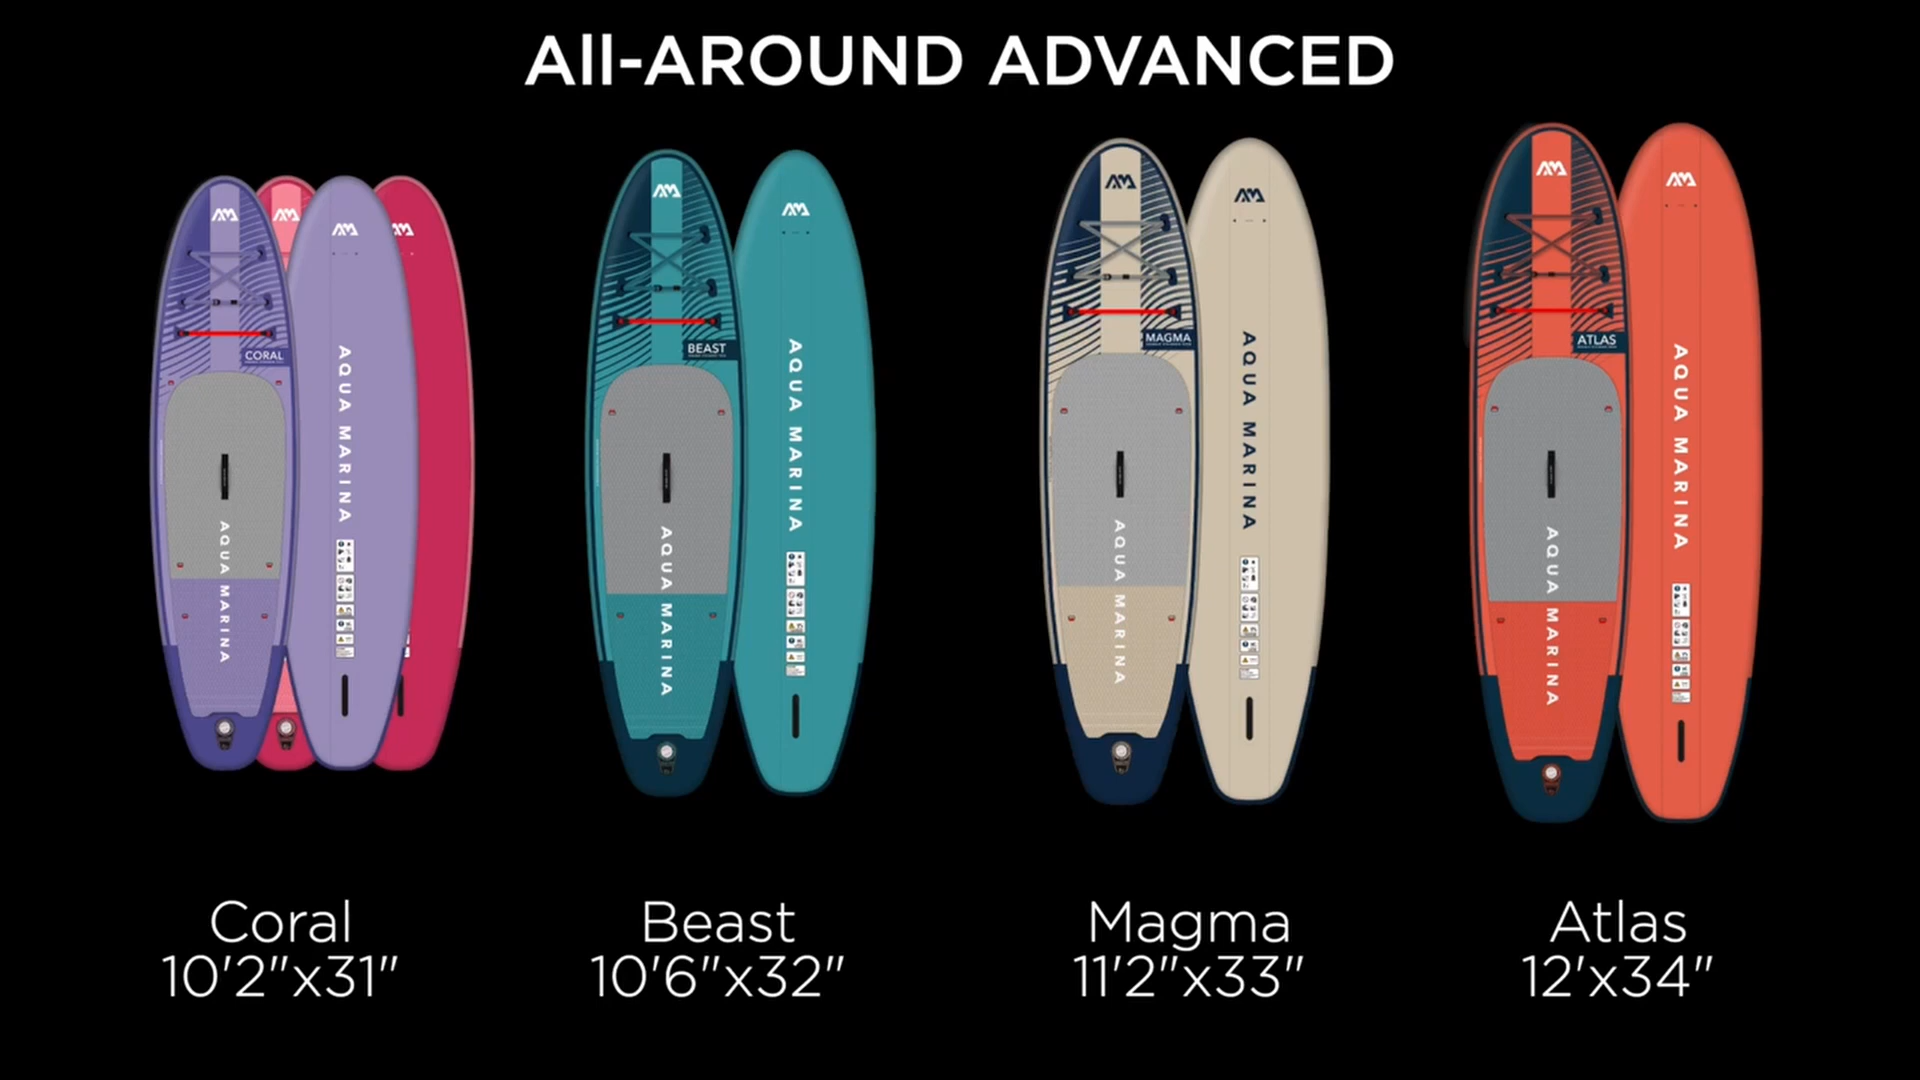 All-AROUND ADVANCED
AQUA MARINA
CORAL
AQUA MARINA
BEAST
AQUA MARINA
AQUA MARINA
MAGMA
AQUA MARINA
AQUA MARINA
ATLAS
AQUA MARINA
AQUA MARINA
Coral
10'2"x31"
Beast
10'6"x32"
Magma
11'2"x33"
Atlas
12'x34"